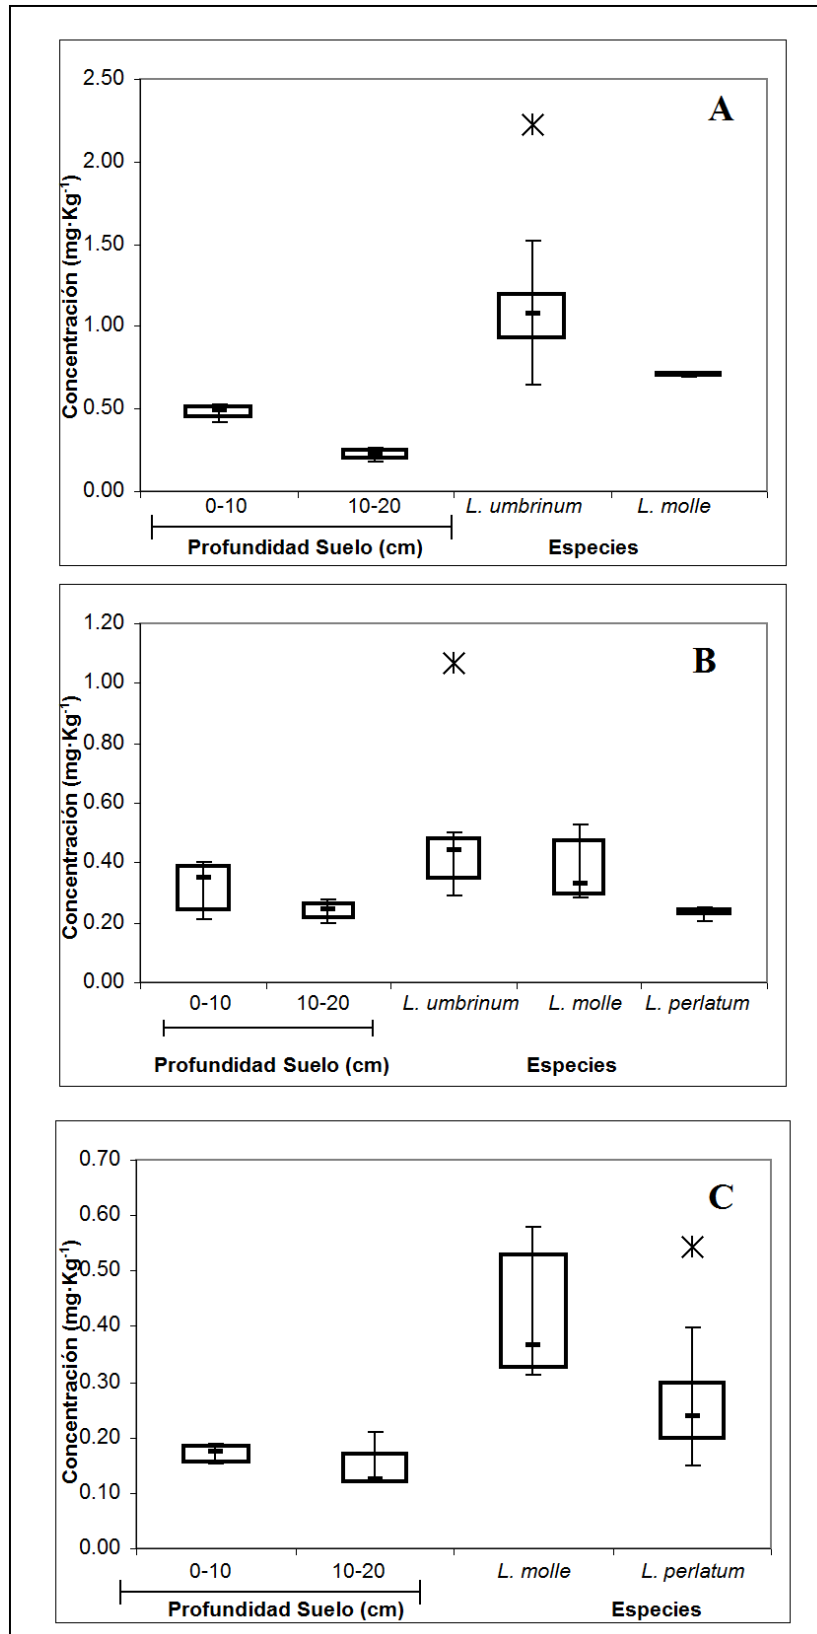 A
Concentración (mg·Kg-1)
2.50
2.00
1.50
1.00
0.50
0.00
0-10 10-20 L. umbrinum L. molle
Profundidad Suelo (cm) Especies
B
Concentración (mg·Kg-1)
1.20
1.00
0.80
0.60
0.40
0.20
0.00
0-10 10-20 L. umbrinum L. molle L. perlatum
Profundidad Suelo (cm) Especies
C
Concentración (mg·Kg-1)
0.70
0.60
0.50
0.40
0.30
0.20
0.10
0.00
0-10 10-20 L. molle L. perlatum
Profundidad Suelo (cm) Especies